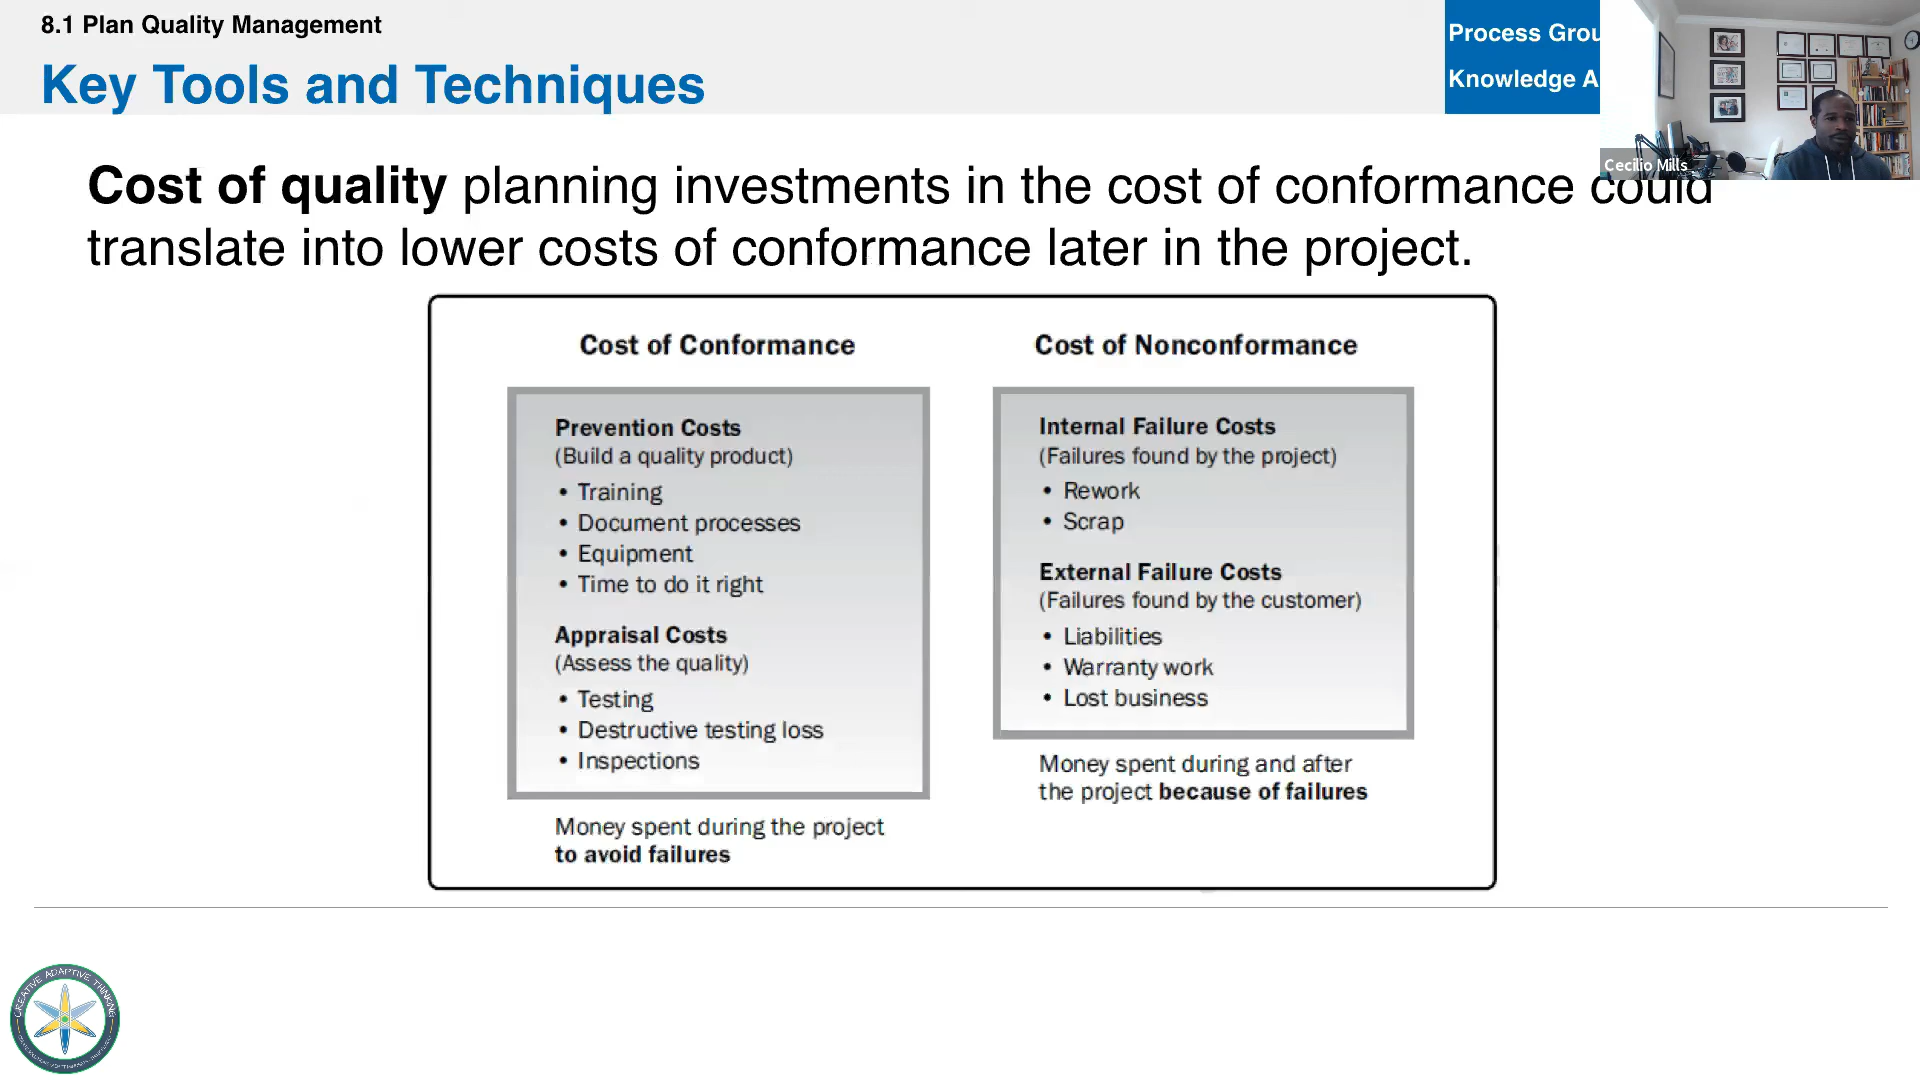 8.1 Plan Quality Management
Key Tools and Techniques
Process Grou
Knowledge A
Cecilio Mills
Cost of quality planning investments in the cost of conformance could
translate into lower costs of conformance later in the project.
Cost of Conformance
Prevention Costs
(Build a quality product)
• Training
• Document processes
• Equipment
• Time to do it right
Appraisal Costs
(Assess the quality)
• Testing
• Destructive testing loss
• Inspections
Money spent during the project
to avoid failures
Cost of Nonconformance
Internal Failure Costs
(Failures found by the project)
• Rework
• Scrap
External Failure Costs
(Failures found by the customer)
• Liabilities
• Warranty work
• Lost business
Money spent during and after
the project because of failures
CREATIVE ADAPTIVE THINKING